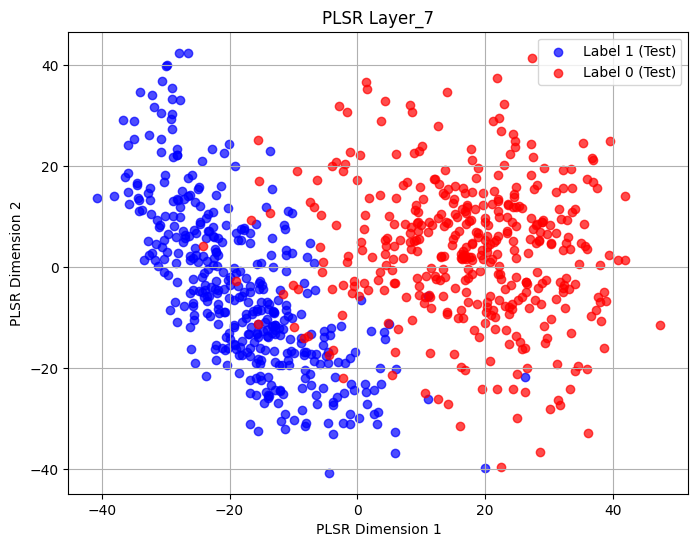 PLSR Layer_7
Label 1 (Test)
Label 0 (Test)
PLSR Dimension 2
40
20
0
−20
−40
−40
−20
0
20
40
PLSR Dimension 1